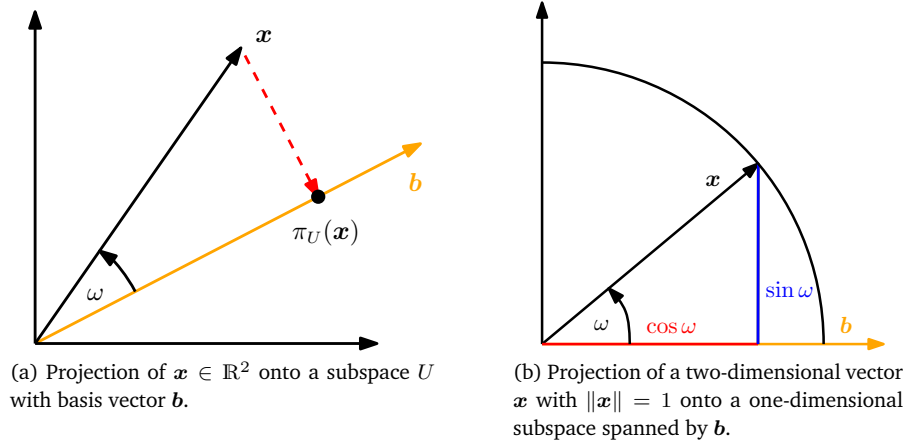 x
b
π_U(x)
ω
(a) Projection of x ∈ ℝ² onto a subspace U
with basis vector b.
x
sin ω
ω
cos ω
b
(b) Projection of a two-dimensional vector
x with ‖x‖ = 1 onto a one-dimensional
subspace spanned by b.